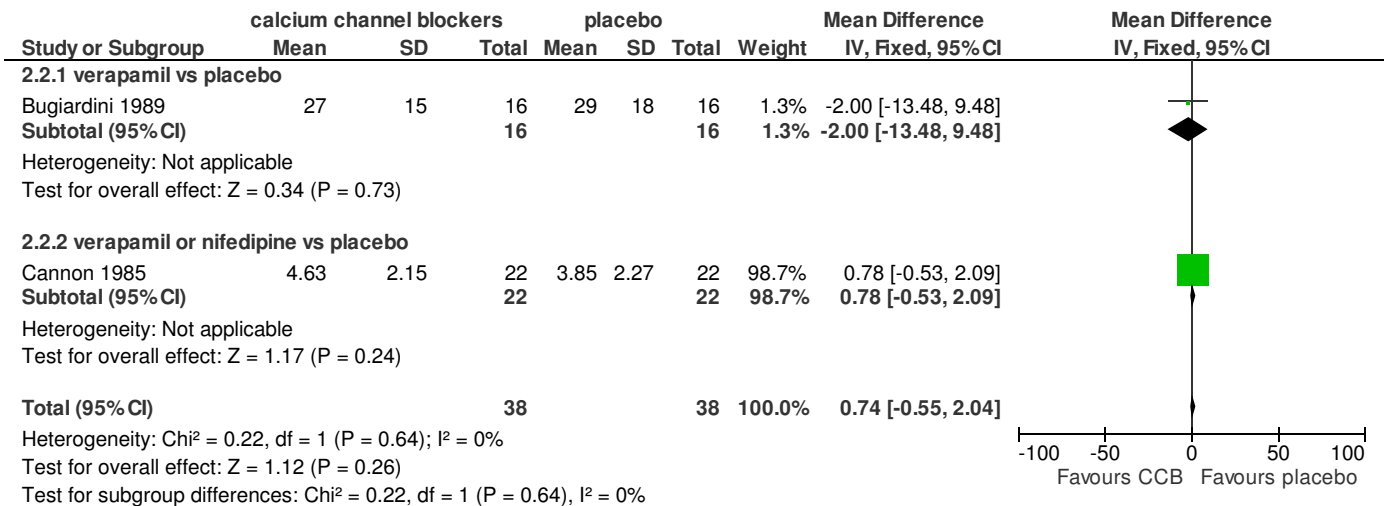 calcium channel blockers placebo Mean Difference Mean Difference
Study or Subgroup Mean SD Total Mean SD Total Weight IV, Fixed, 95% CI IV, Fixed, 95% CI
2.2.1 verapamil vs placebo
Bugiardini 1989 27 15 16 29 18 16 1.3% -2.00 [-13.48, 9.48]
Subtotal (95% CI) 16 16 1.3% -2.00 [-13.48, 9.48]
Heterogeneity: Not applicable
Test for overall effect: Z = 0.34 (P = 0.73)
2.2.2 verapamil or nifedipine vs placebo
Cannon 1985 4.63 2.15 22 3.85 2.27 22 98.7% 0.78 [-0.53, 2.09]
Subtotal (95% CI) 22 22 98.7% 0.78 [-0.53, 2.09]
Heterogeneity: Not applicable
Test for overall effect: Z = 1.17 (P = 0.24)
Total (95% CI) 38 38 100.0% 0.74 [-0.55, 2.04]
Heterogeneity: Chi² = 0.22, df = 1 (P = 0.64); I² = 0%
Test for overall effect: Z = 1.12 (P = 0.26)
Test for subgroup differences: Chi² = 0.22, df = 1 (P = 0.64), I² = 0%
-100 -50 0 50 100
Favours CCB Favours placebo